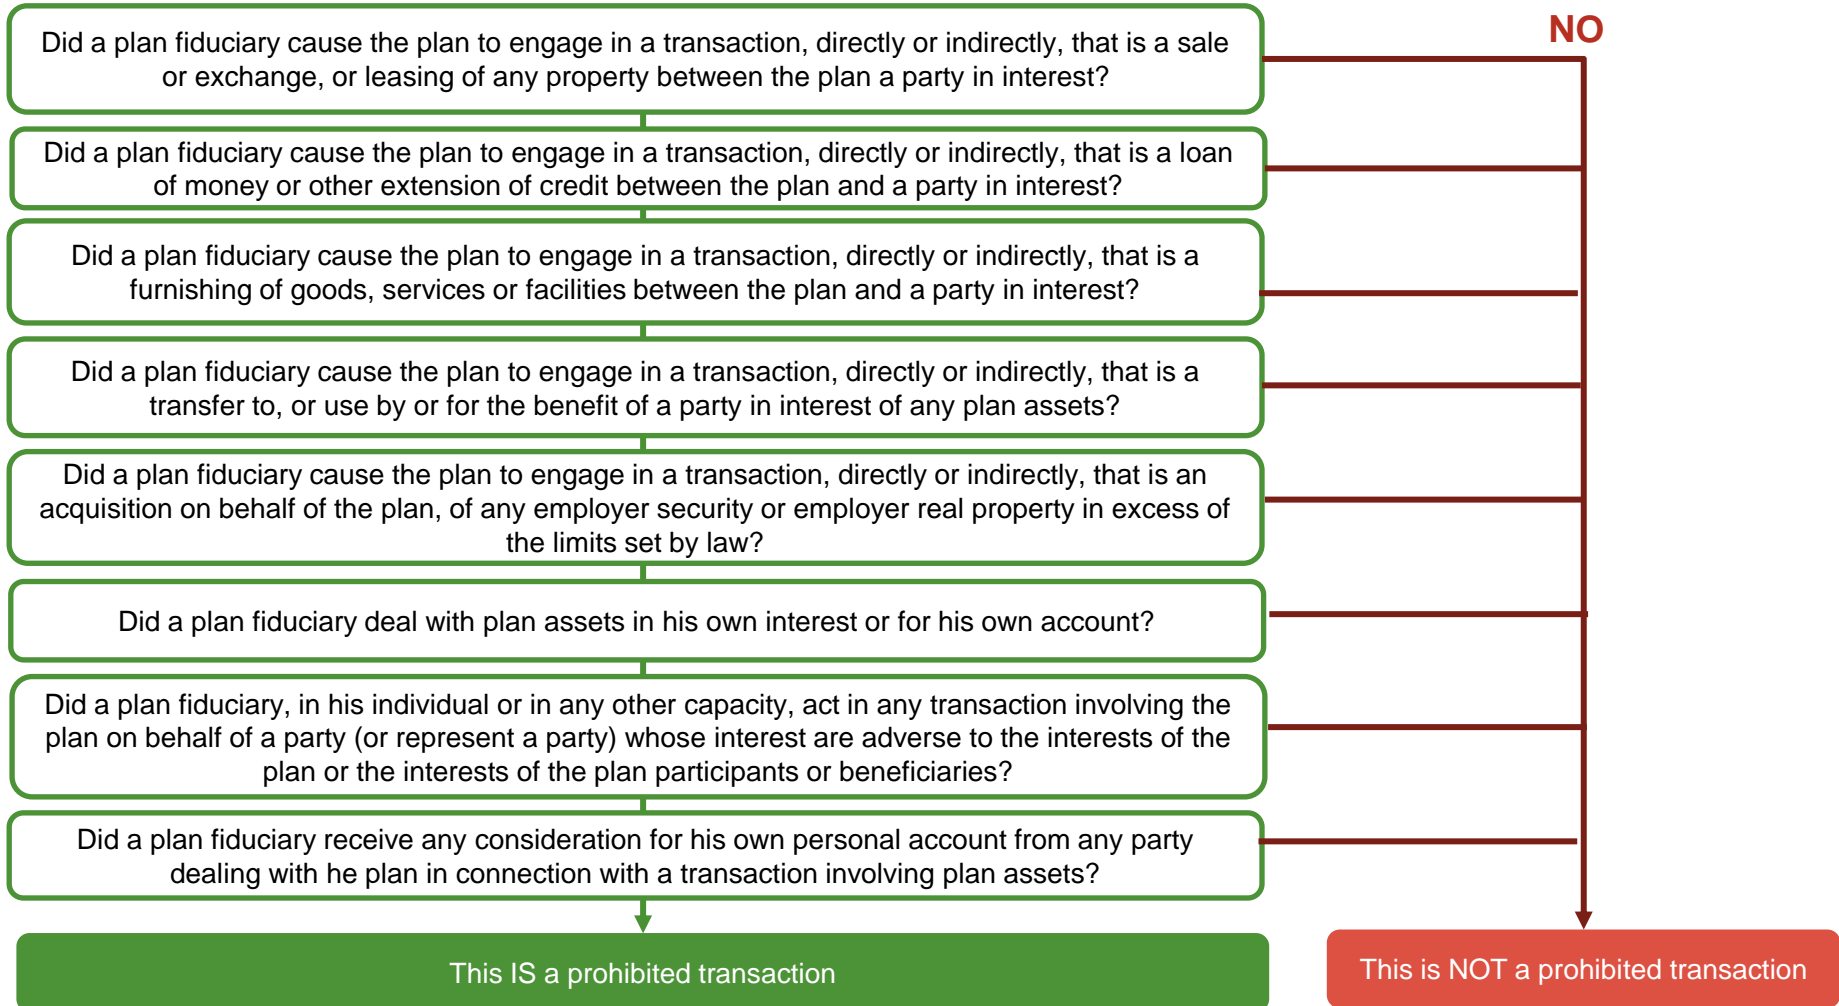 Did a plan fiduciary cause the plan to engage in a transaction, directly or indirectly, that is a sale
or exchange, or leasing of any property between the plan a party in interest?
NO
Did a plan fiduciary cause the plan to engage in a transaction, directly or indirectly, that is a loan
of money or other extension of credit between the plan and a party in interest?
Did a plan fiduciary cause the plan to engage in a transaction, directly or indirectly, that is a
furnishing of goods, services or facilities between the plan and a party in interest?
Did a plan fiduciary cause the plan to engage in a transaction, directly or indirectly, that is a
transfer to, or use by or for the benefit of a party in interest of any plan assets?
Did a plan fiduciary cause the plan to engage in a transaction, directly or indirectly, that is an
acquisition on behalf of the plan, of any employer security or employer real property in excess of
the limits set by law?
Did a plan fiduciary deal with plan assets in his own interest or for his own account?
Did a plan fiduciary, in his individual or in any other capacity, act in any transaction involving the
plan on behalf of a party (or represent a party) whose interest are adverse to the interests of the
plan or the interests of the plan participants or beneficiaries?
Did a plan fiduciary receive any consideration for his own personal account from any party
dealing with he plan in connection with a transaction involving plan assets?
This IS a prohibited transaction
This is NOT a prohibited transaction